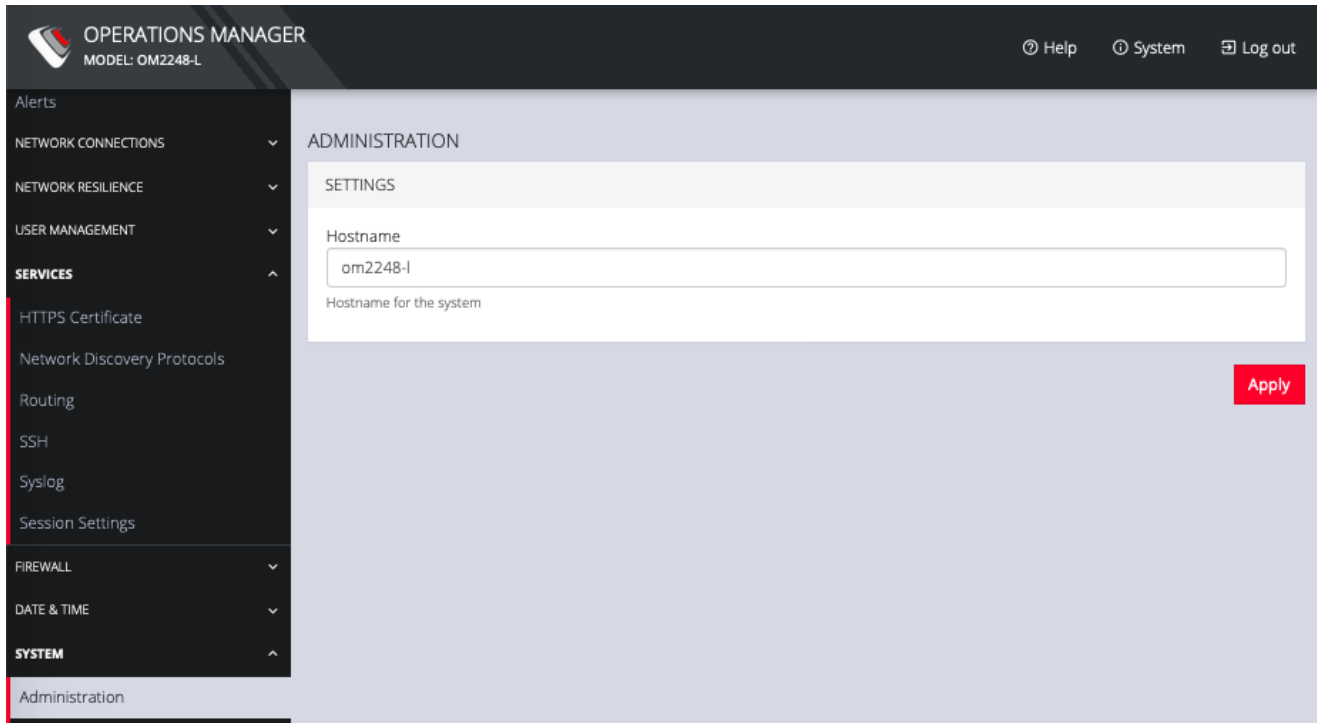 OPERATIONS MANAGER
MODEL: OM2248-L
Help
System
Log out
Alerts
NETWORK CONNECTIONS
NETWORK RESILIENCE
USER MANAGEMENT
SERVICES
HTTPS Certificate
Network Discovery Protocols
Routing
SSH
Syslog
Session Settings
FIREWALL
DATE & TIME
SYSTEM
Administration
ADMINISTRATION
SETTINGS
Hostname
om2248-l
Hostname for the system
Apply